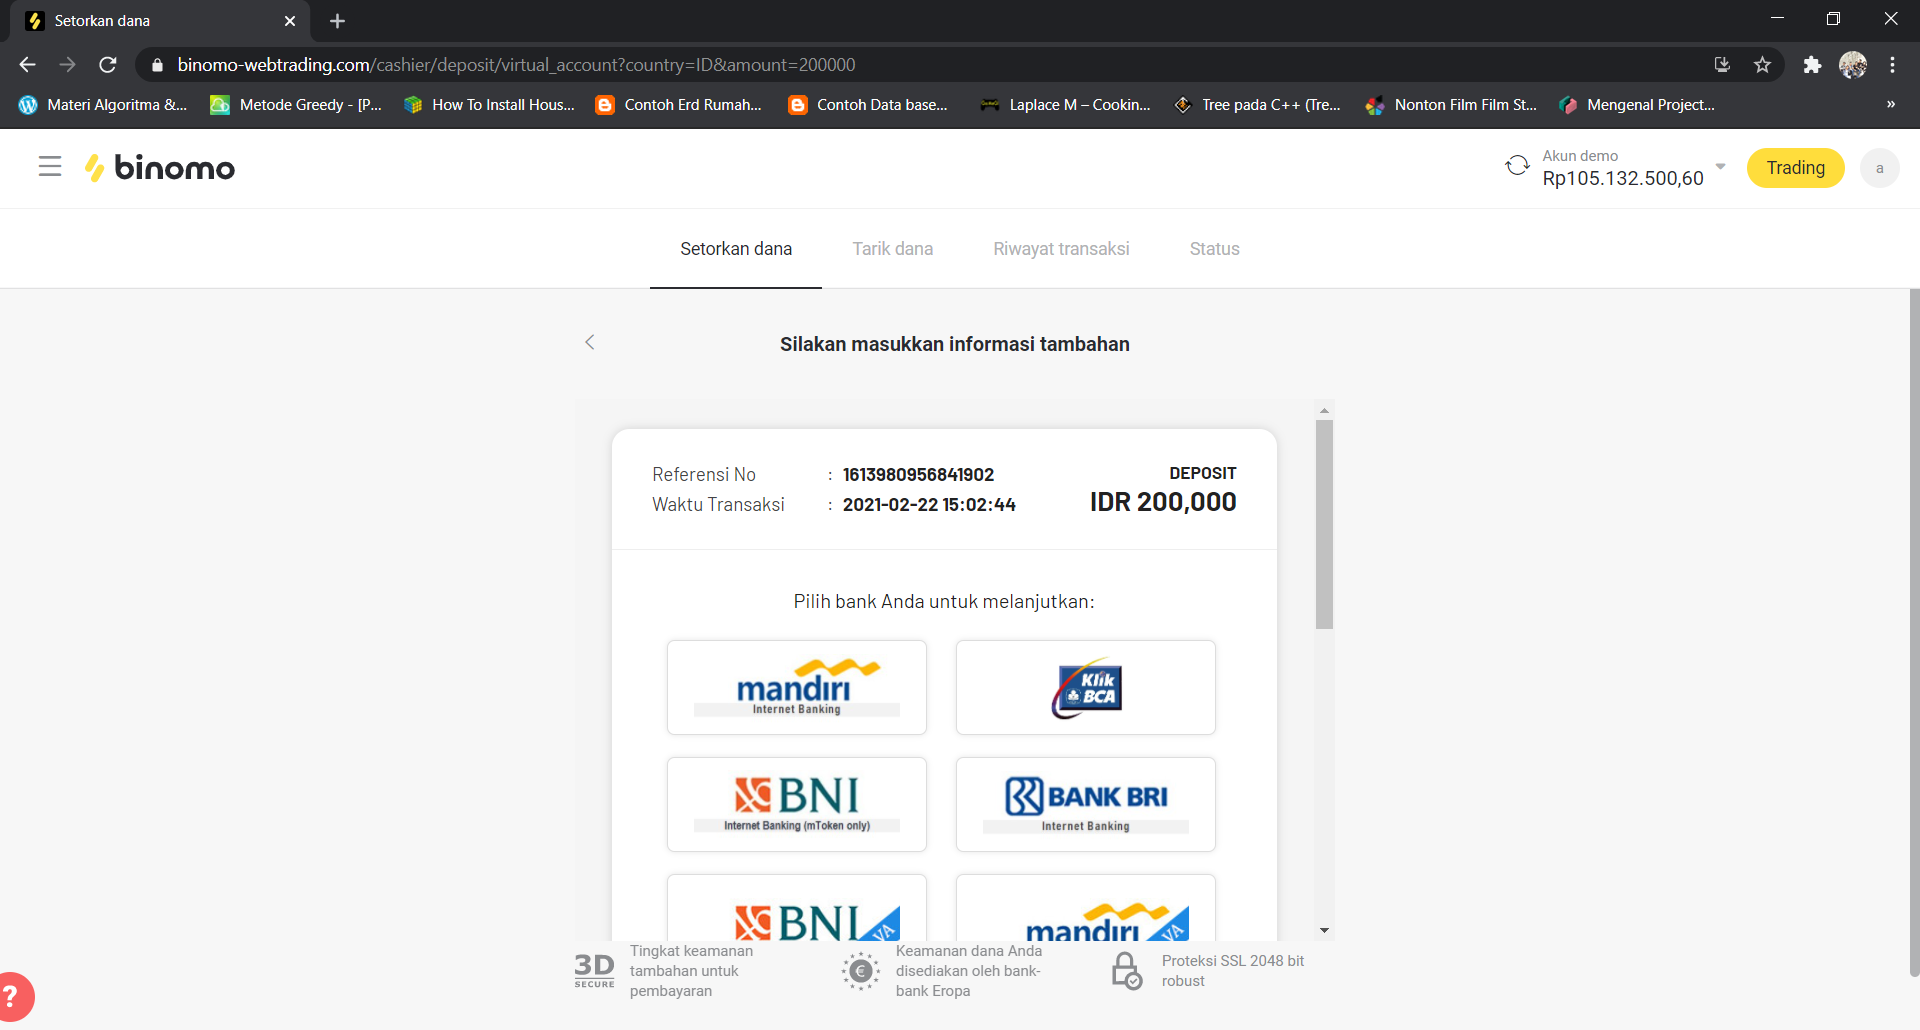 Setorkan dana
binomo-webtrading.com/cashier/deposit/virtual_account?country=ID&amount=200000
Materi Algoritma &...
Metode Greedy - [P...
How To Install Hous...
Contoh Erd Rumah...
Contoh Data base...
Laplace M – Cookin...
Tree pada C++ (Tre...
Nonton Film Film St...
Mengenal Project...
»
binomo
Akun demo
Rp105.132.500,60
Trading
a
Setorkan dana
Tarik dana
Riwayat transaksi
Status
Silakan masukkan informasi tambahan
Referensi No : 1613980956841902
Waktu Transaksi : 2021-02-22 15:02:44
DEPOSIT
IDR 200,000
Pilih bank Anda untuk melanjutkan:
mandiri
Internet Banking
Klik
BCA
BNI
Internet Banking (mToken only)
BANK BRI
Internet Banking
BNI
VA
mandiri
VA
3D
SECURE
Tingkat keamanan
tambahan untuk
pembayaran
€
Keamanan dana Anda
disediakan oleh bank-
bank Eropa
Proteksi SSL 2048 bit
robust
?